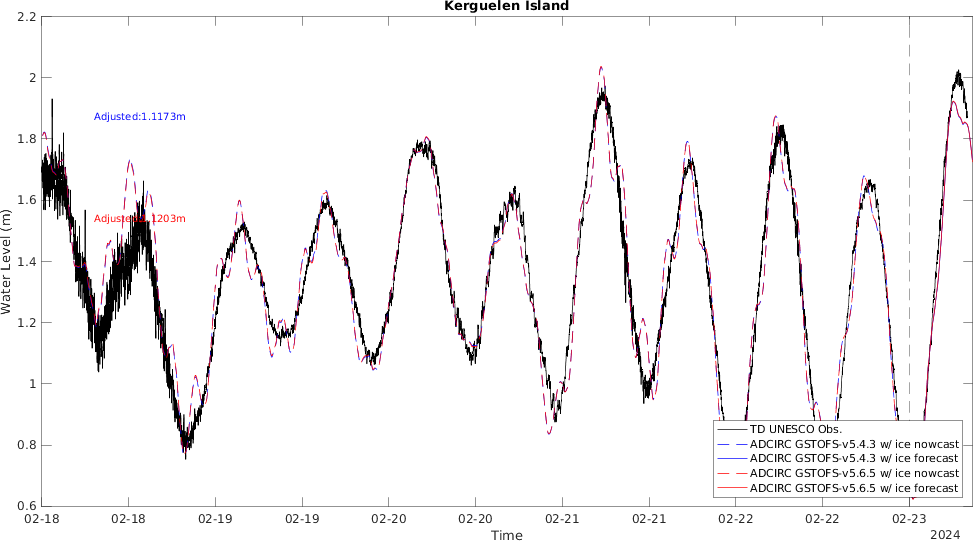 Kerguelen Island
2.2
2
1.8
1.6
1.4
1.2
1
0.8
0.6
Water Level (m)
Adjusted:1.1173m
TD UNESCO Obs.
ADCIRC GSTOFS-v5.4.3 w/ ice nowcast
ADCIRC GSTOFS-v5.4.3 w/ ice forecast
ADCIRC GSTOFS-v5.6.5 w/ ice nowcast
ADCIRC GSTOFS-v5.6.5 w/ ice forecast
02-18 02-18 02-19 02-19 02-20 02-20 02-21 02-21 02-22 02-22 02-23
Time
2024